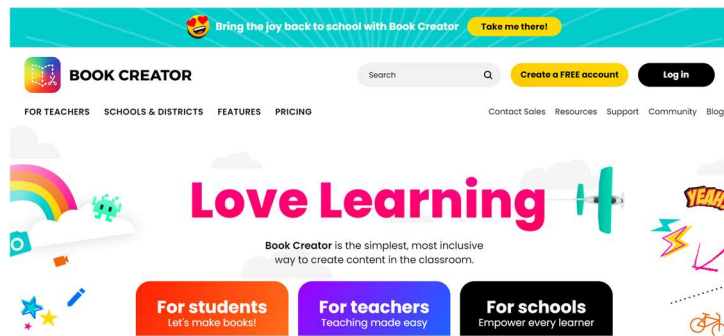 Bring the joy back to school with Book Creator Take me there!
BOOK CREATOR Search Create a FREE account Log in
FOR TEACHERS SCHOOLS & DISTRICTS FEATURES PRICING Contact Sales Resources Support Community Blog
Love Learning
YEAH
Book Creator is the simplest, most inclusive
way to create content in the classroom.
For students For teachers For schools
Let's make books! Teaching made easy Empower every learner